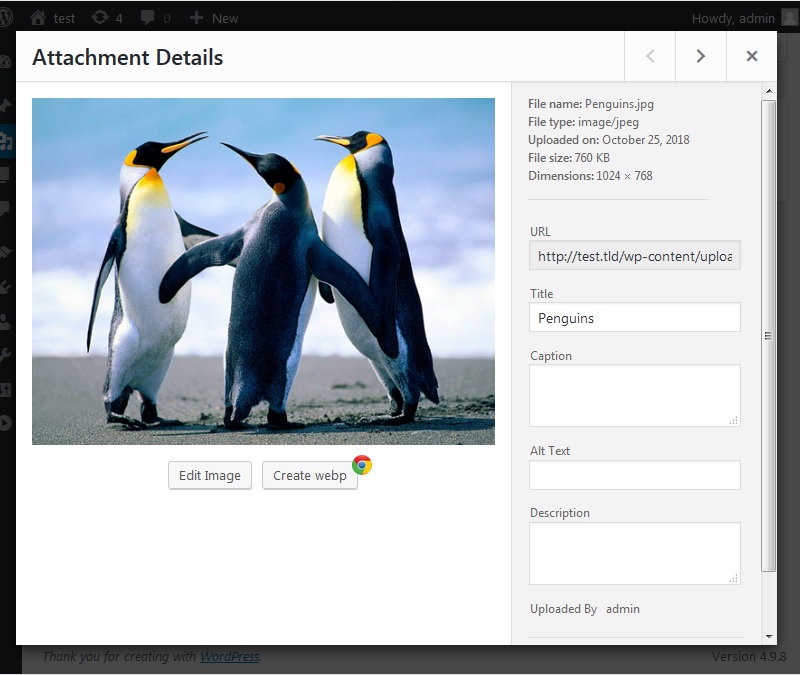 test 4 0 New Howdy, admin
Attachment Details
File name: Penguins.jpg
File type: image/jpeg
Uploaded on: October 25, 2018
File size: 760 KB
Dimensions: 1024 × 768
URL
http://test.tld/wp-content/uploa
Title
Penguins
Caption
Alt Text
Edit Image Create webp
Description
Uploaded By admin
Thank you for creating with WordPress. Version 4.9.8